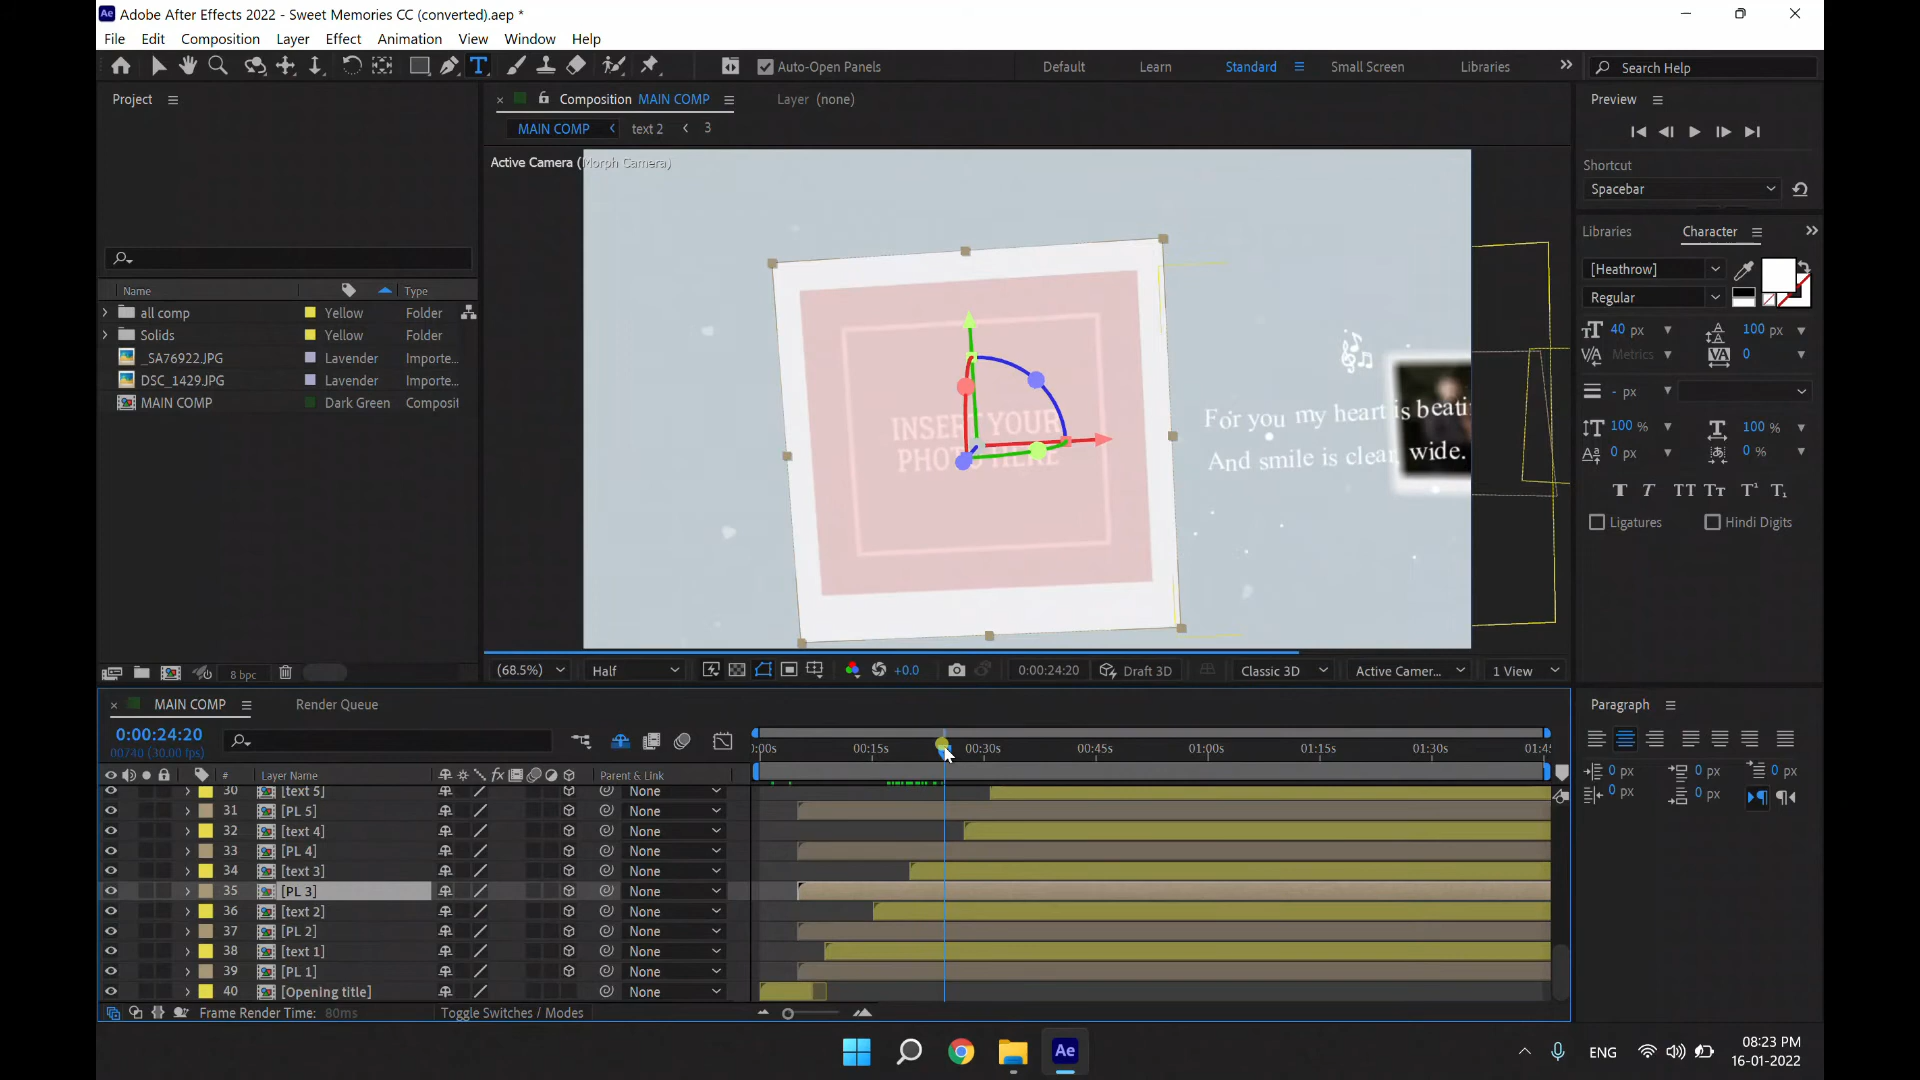 Adobe After Effects 2022 - Sweet Memories CC (converted).aep *
File Edit Composition Layer Effect Animation View Window Help
Auto-Open Panels
Default Learn Standard Small Screen Libraries
Search Help
Project
Composition MAIN COMP
Layer (none)
MAIN COMP text 2 3
Active Camera (Morph Camera)
Name Type
all comp Yellow Folder
Solids Yellow Folder
_SA76922.JPG Lavender Importe...
DSC_1429.JPG Lavender Importe...
MAIN COMP Dark Green Composit
8 bpc
INSERT YOUR
PHOTO HERE
For you my heart is beati
And smile is clear, wide.
(68.5%) Half +0.0 0:00:24:20 Draft 3D Classic 3D Active Camer... 1 View
Preview
Shortcut
Spacebar
Libraries Character
[Heathrow]
Regular
40 px 100 px
Metrics 0
- px
100 % 100 %
0 px 0 %
T T TT Tт T¹ T₁
Ligatures Hindi Digits
Paragraph
0 px 0 px 0 px
0 px 0 px
MAIN COMP Render Queue
0:00:24:20
00740 (30.00 fps)
:00s 00:15s 00:30s 00:45s 01:00s 01:15s 01:30s 01:45
# Layer Name Parent & Link
30 [text 5] None
31 [PL 5] None
32 [text 4] None
33 [PL 4] None
34 [text 3] None
35 [PL 3] None
36 [text 2] None
37 [PL 2] None
38 [text 1] None
39 [PL 1] None
40 [Opening title] None
Frame Render Time: 80ms Toggle Switches / Modes
Ae
ENG
08:23 PM
16-01-2022